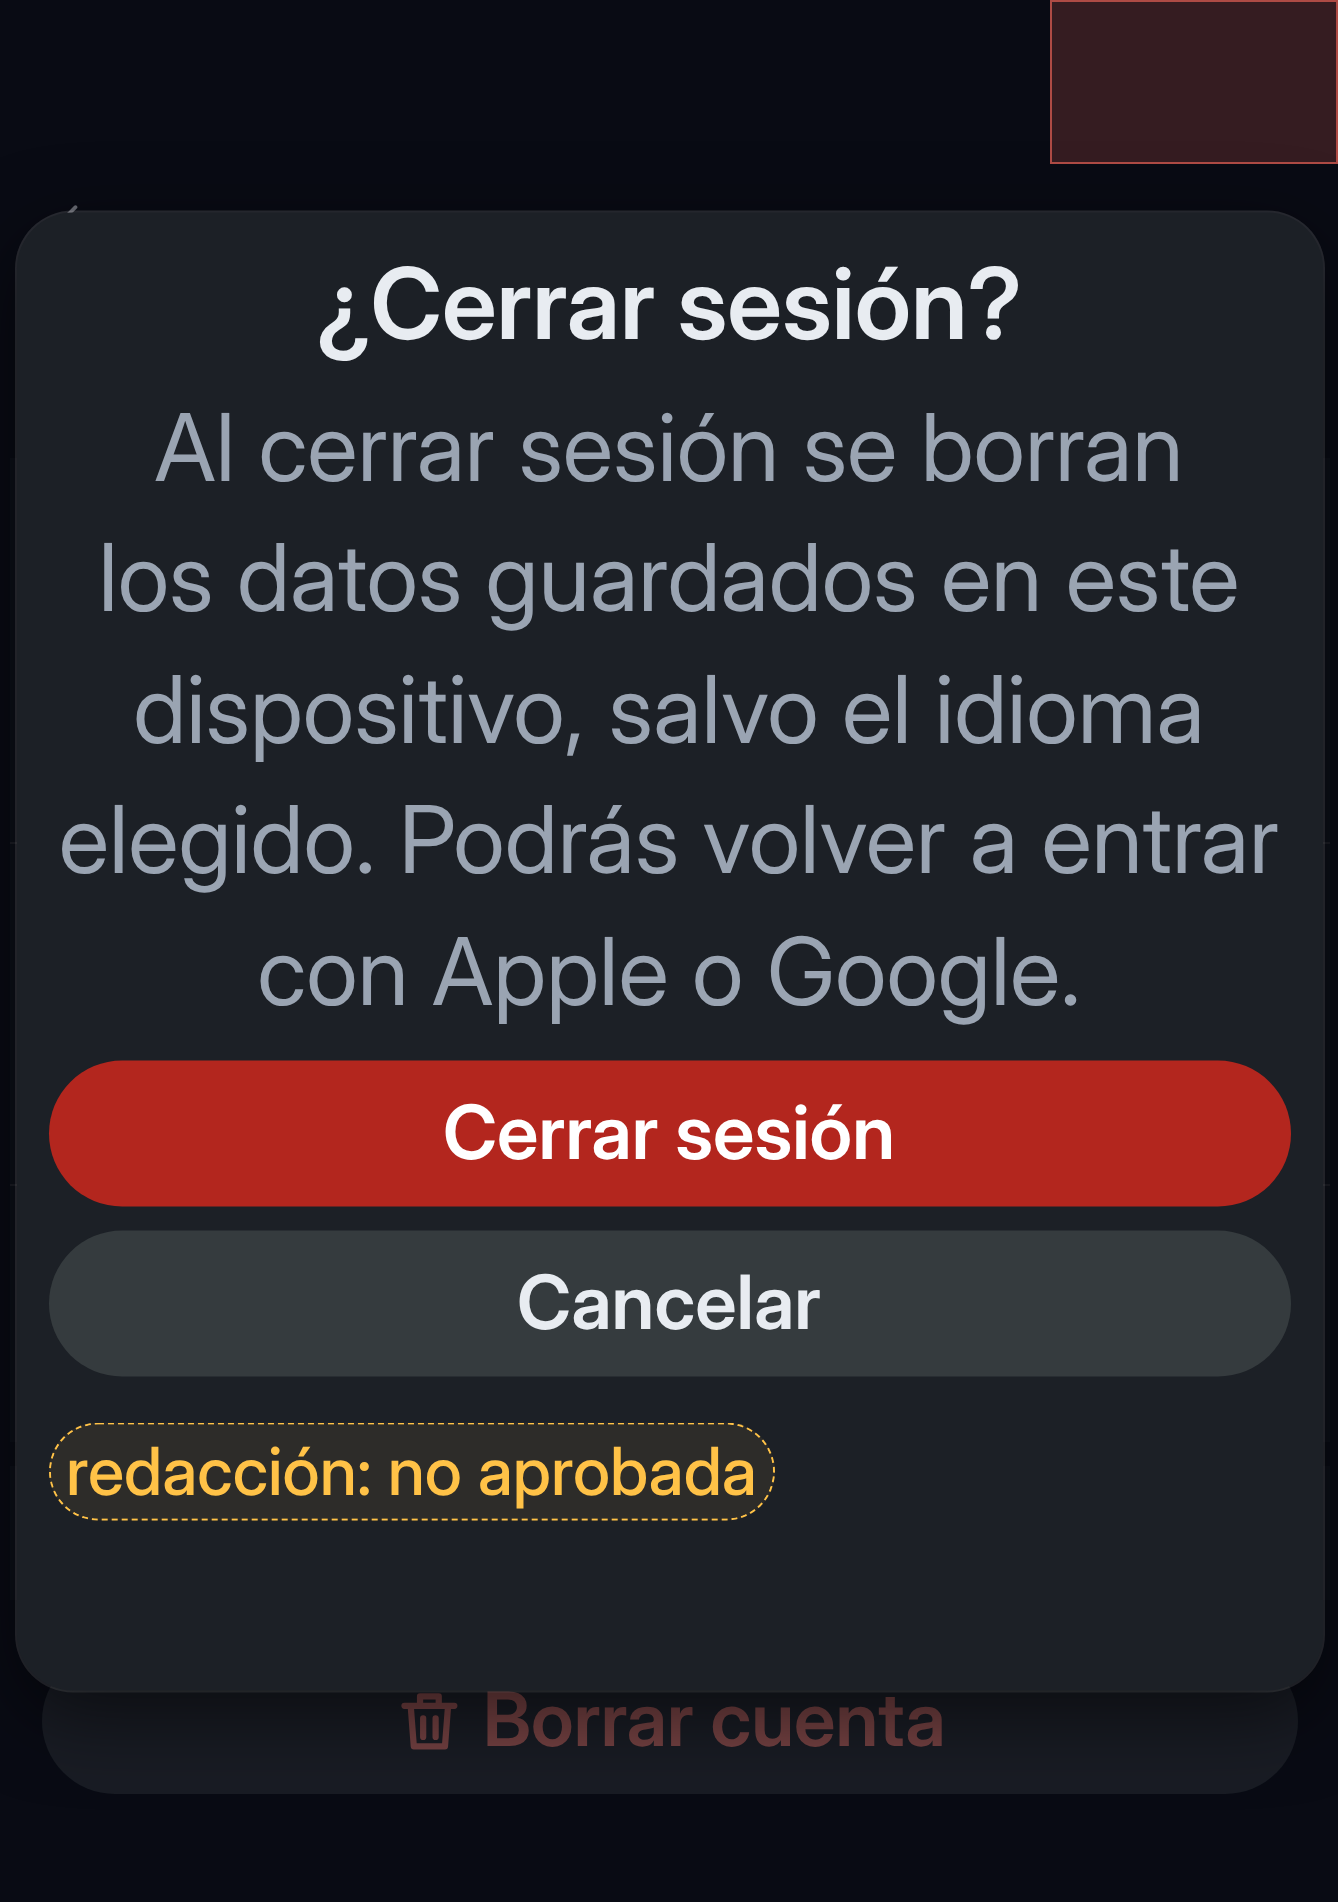 ¿Cerrar sesión?
Al cerrar sesión se borran
los datos guardados en este
dispositivo, salvo el idioma
elegido. Podrás volver a entrar
con Apple o Google.
Cerrar sesión
Cancelar
redacción: no aprobada
Borrar cuenta